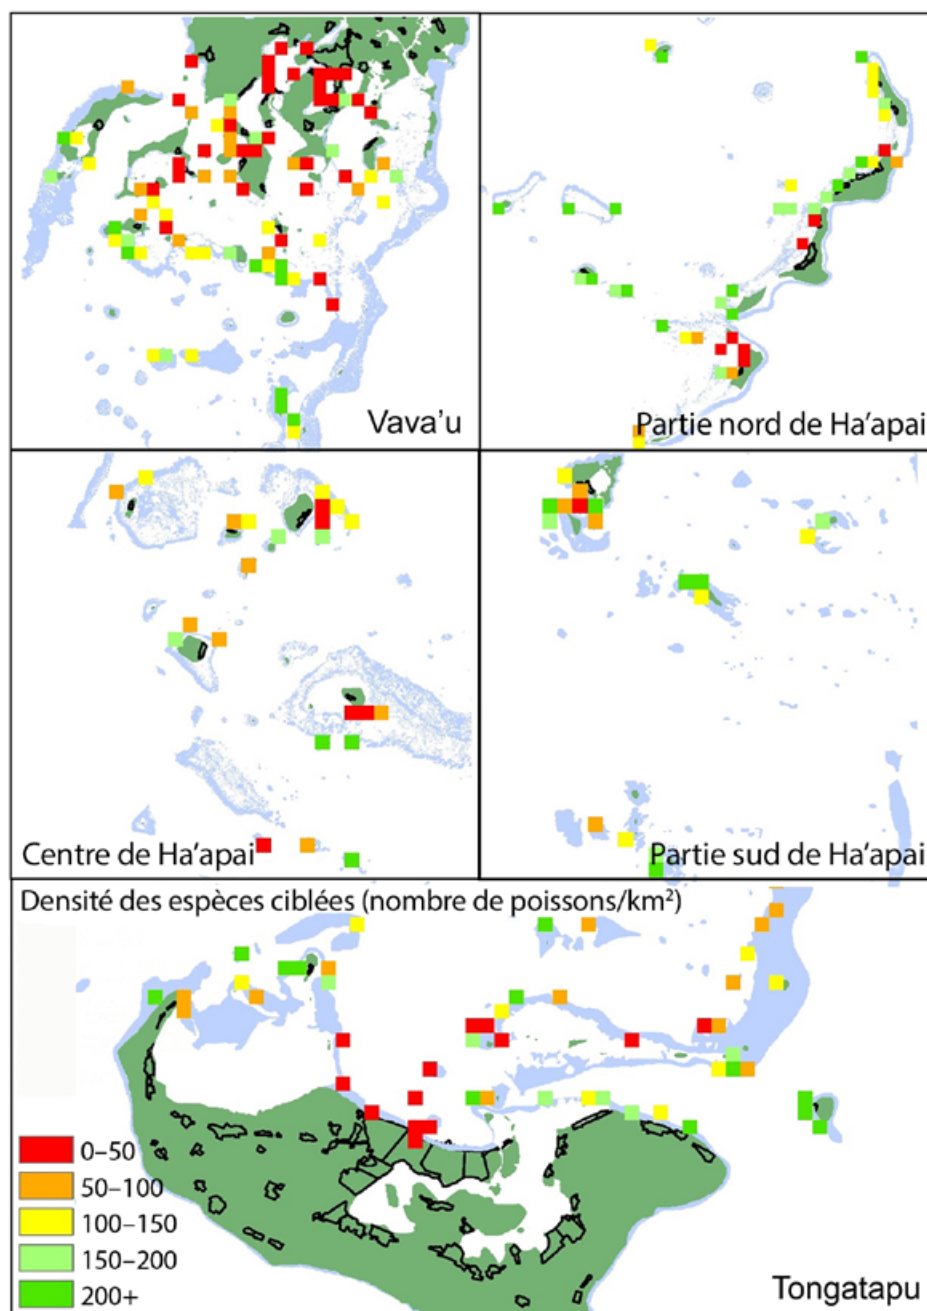 Vava'u
Partie nord de Ha'apai
Centre de Ha'apai
Partie sud de Ha'apai
Densité des espèces ciblées (nombre de poissons/km²)
0–50
50–100
100–150
150–200
200+
Tongatapu